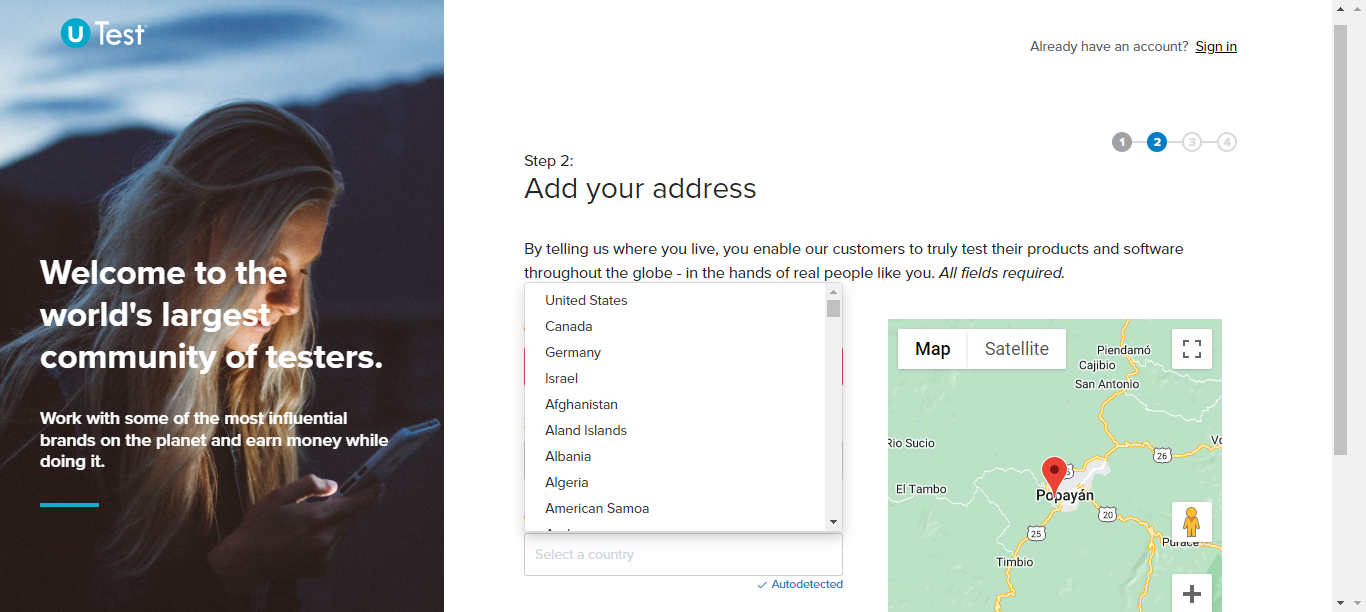 U Test
Already have an account? Sign in
1 2 3 4
Step 2:
Add your address
By telling us where you live, you enable our customers to truly test their products and software
throughout the globe - in the hands of real people like you. All fields required.
Welcome to the
world's largest
community of testers.
Work with some of the most influential
brands on the planet and earn money while
doing it.
United States
Canada
Germany
Israel
Afghanistan
Aland Islands
Albania
Algeria
American Samoa
Select a country
Autodetected
Map
Satellite
Piendamó
Cajibio
San Antonio
Rio Sucio
26
El Tambo
Popayán
20
25
Purace
Timbio